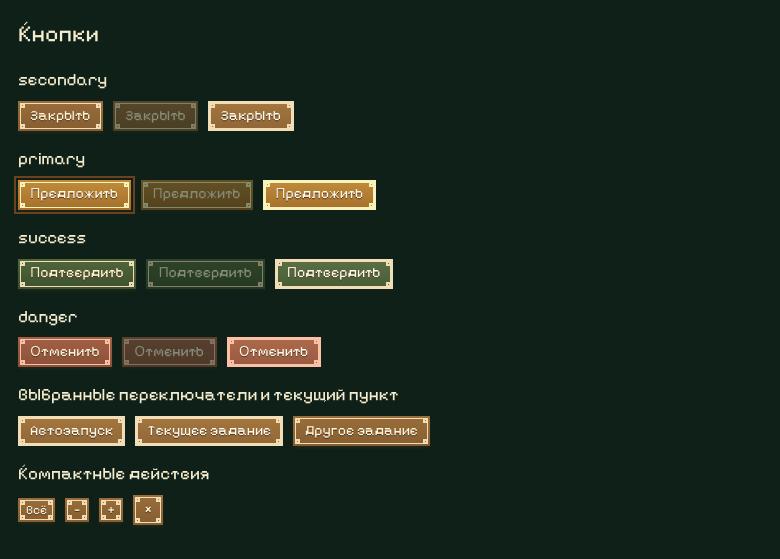 Кнопки
secondary
Закрыть Закрыть Закрыть
primary
Предложить Предложить Предложить
success
Подтвердить Подтвердить Подтвердить
danger
Отменить Отменить Отменить
Выбранные переключатели и текущий пункт
Автозапуск Текущее задание Другое задание
Компактные действия
Всё - + ×